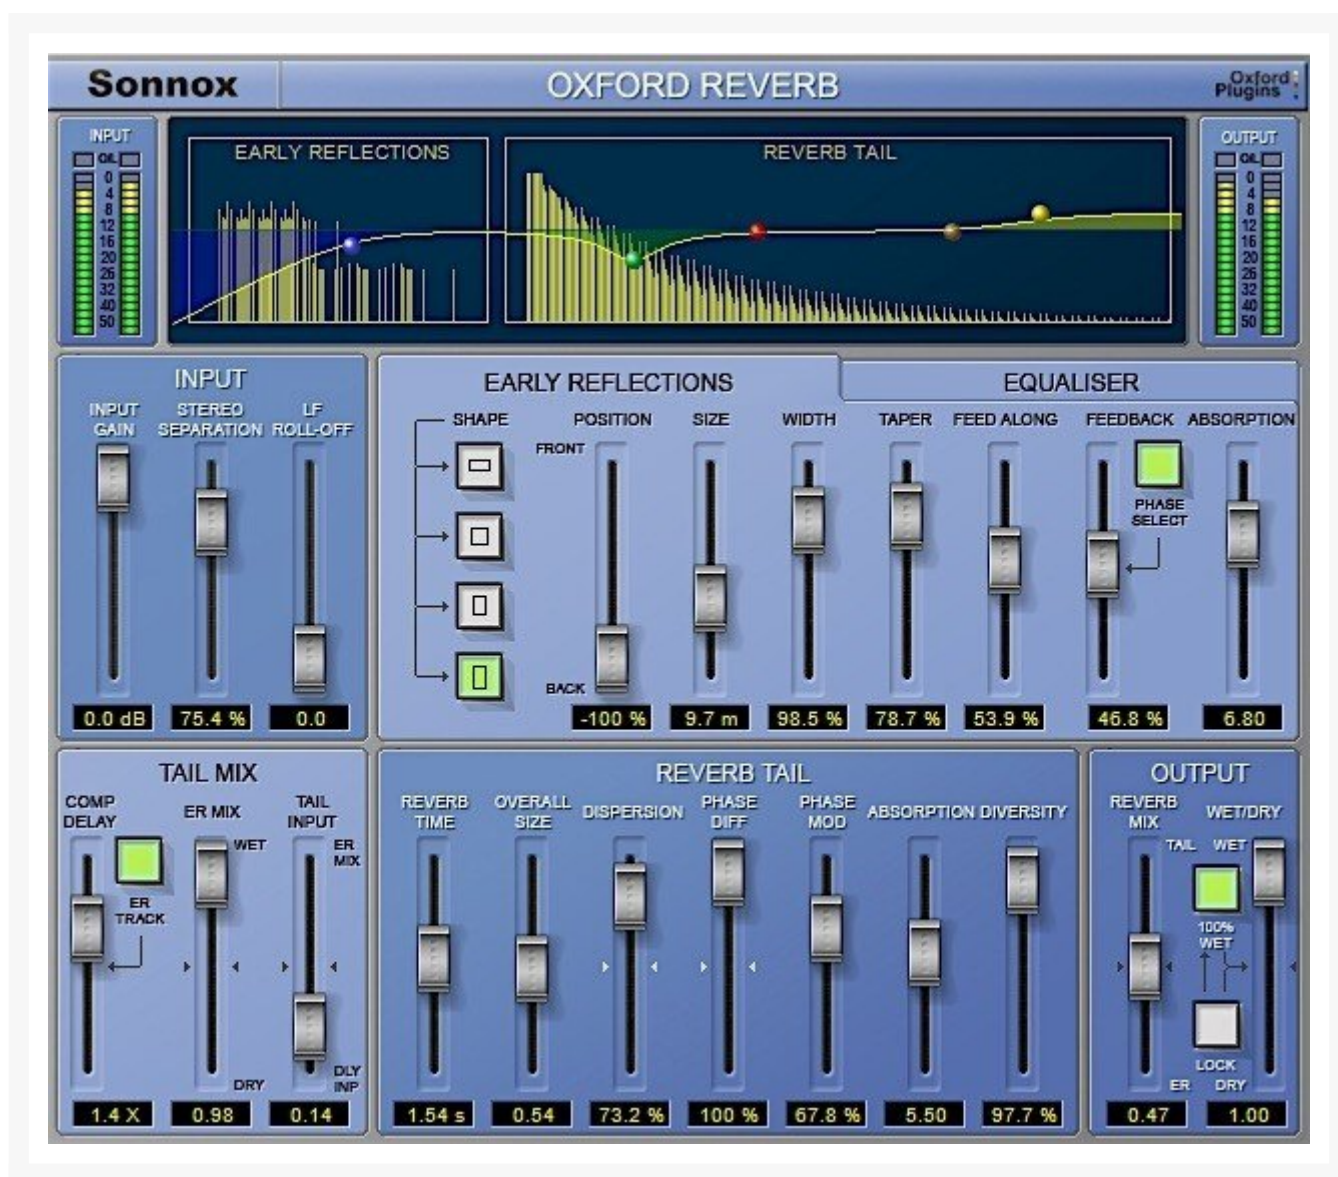 Sonnox
OXFORD REVERB
Oxford
Plugins
INPUT
O/L
0
4
8
12
16
20
26
32
40
50
EARLY REFLECTIONS
REVERB TAIL
OUTPUT
O/L
0
4
8
12
16
20
26
32
40
50
INPUT
INPUT
GAIN
STEREO
SEPARATION
LF
ROLL-OFF
0.0 dB
75.4 %
0.0
EARLY REFLECTIONS
EQUALISER
SHAPE
POSITION
SIZE
WIDTH
TAPER
FEED ALONG
FEEDBACK
ABSORPTION
FRONT
BACK
PHASE
SELECT
-100 %
9.7 m
98.5 %
78.7 %
53.9 %
46.8 %
6.80
TAIL MIX
COMP
DELAY
ER MIX
TAIL
INPUT
WET
ER
MIX
ER
TRACK
DRY
DLY
INP
1.4 X
0.98
0.14
REVERB TAIL
REVERB
TIME
OVERALL
SIZE
DISPERSION
PHASE
DIFF
PHASE
MOD
ABSORPTION
DIVERSITY
1.54 s
0.54
73.2 %
100 %
67.8 %
5.50
97.7 %
OUTPUT
REVERB
MIX
WET/DRY
TAIL
WET
100%
WET
LOCK
ER
DRY
0.47
1.00